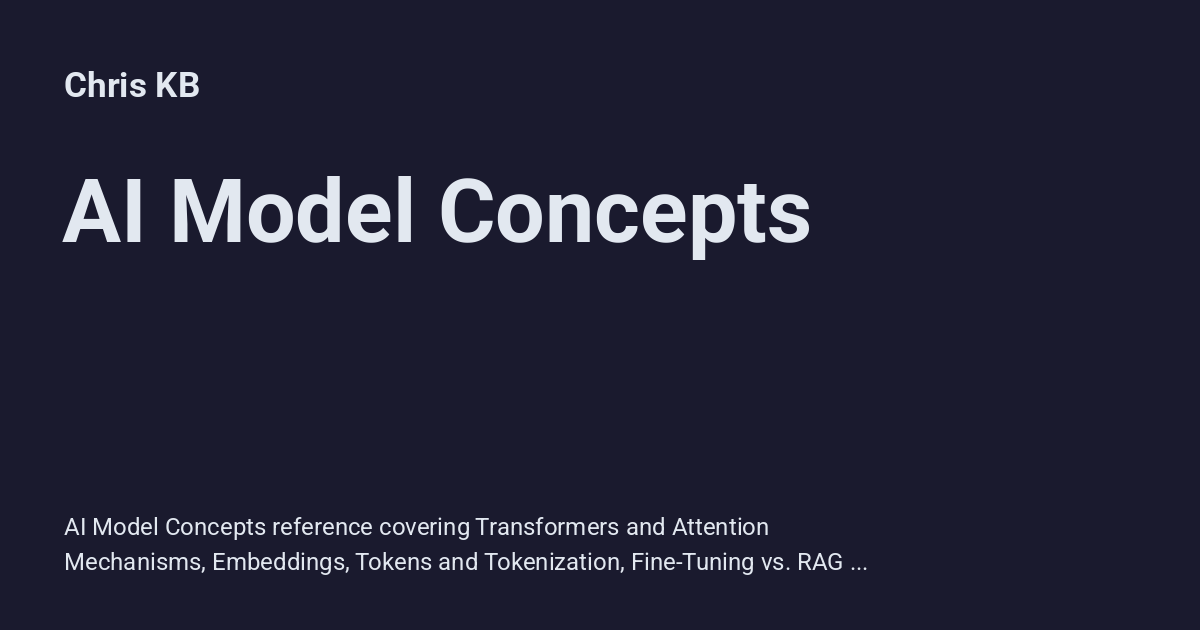 Chris KB
AI Model Concepts
AI Model Concepts reference covering Transformers and Attention
Mechanisms, Embeddings, Tokens and Tokenization, Fine-Tuning vs. RAG ...